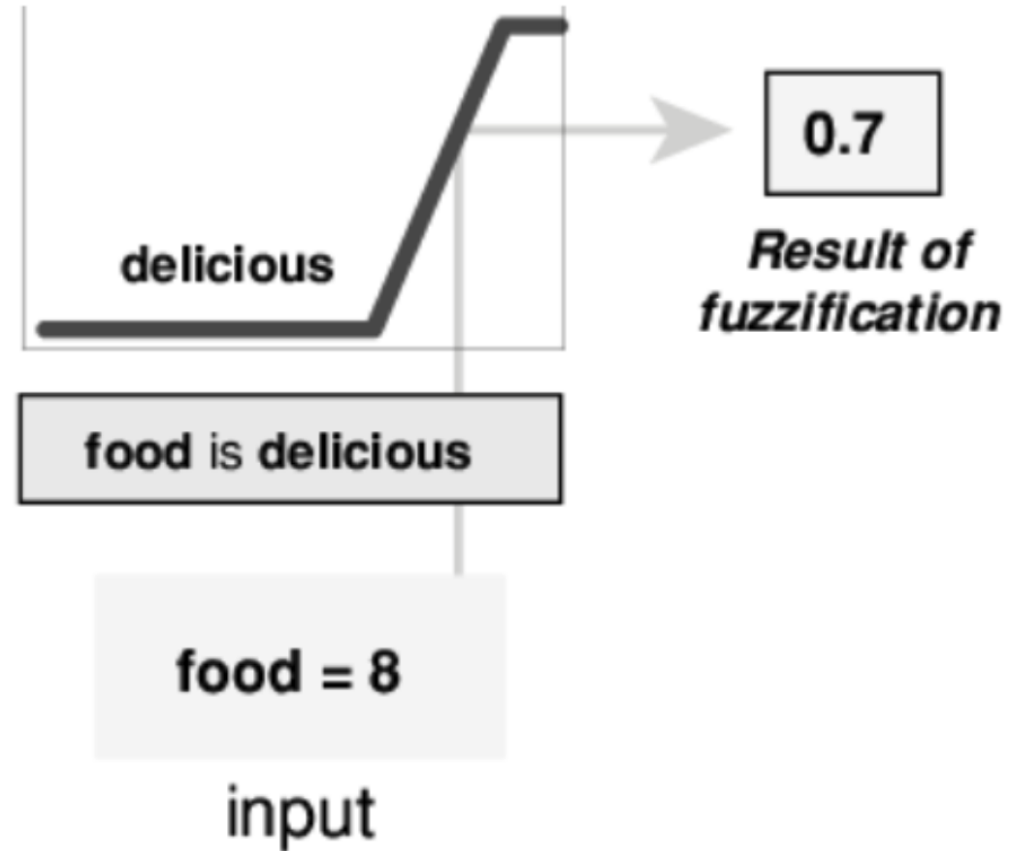 0.7
delicious
Result of
fuzzification
food is delicious
food = 8
input